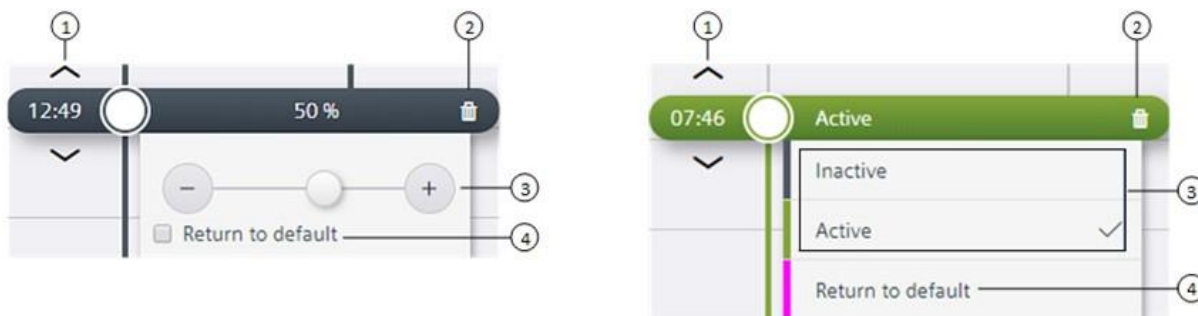 1 2
12:49 50 %
− + 3
Return to default 4
1 2
07:46 Active
Inactive
3
Active
Return to default 4